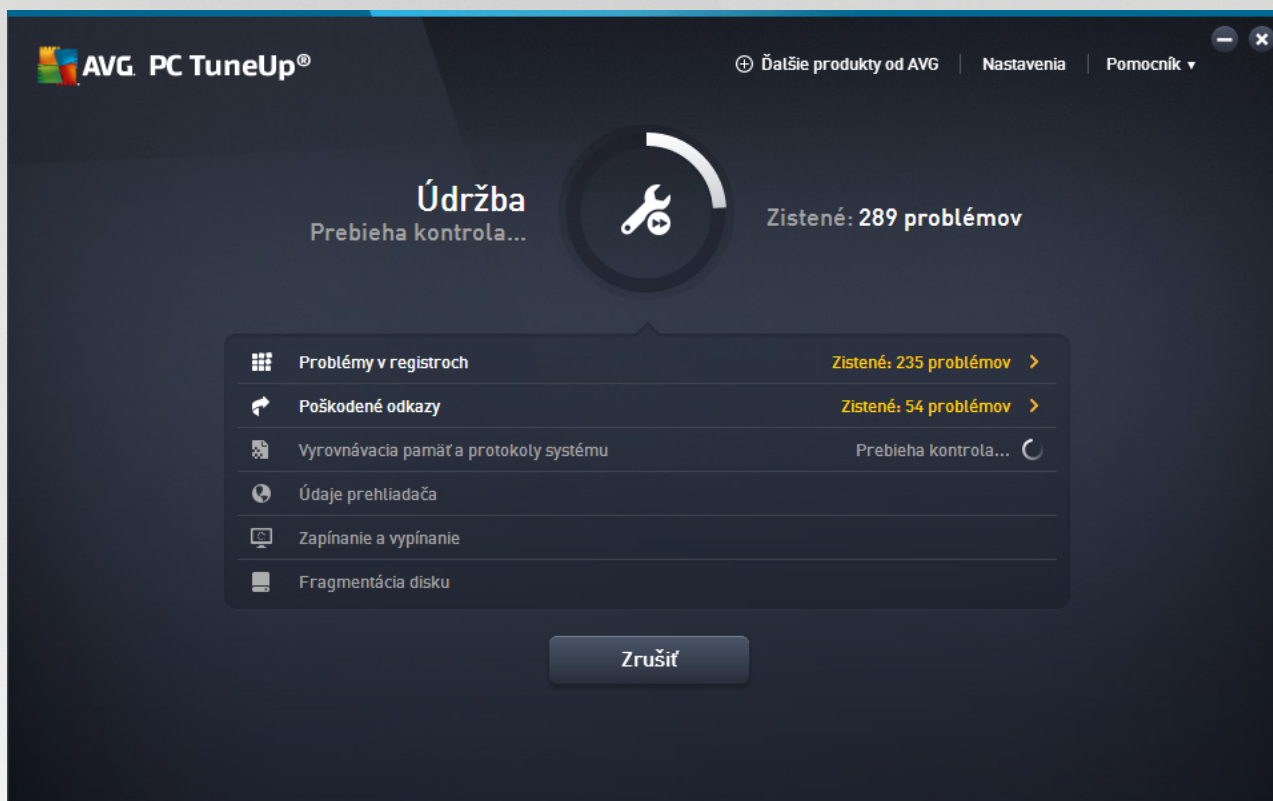 AVG. PC TuneUp®
Ďalšie produkty od AVG
Nastavenia
Pomocník
Údržba
Prebieha kontrola...
Zistené: 289 problémov
Problémy v registroch
Zistené: 235 problémov
Poškodené odkazy
Zistené: 54 problémov
Vyrovnávacia pamäť a protokoly systému
Prebieha kontrola...
Údaje prehliadača
Zapínanie a vypínanie
Fragmentácia disku
Zrušiť